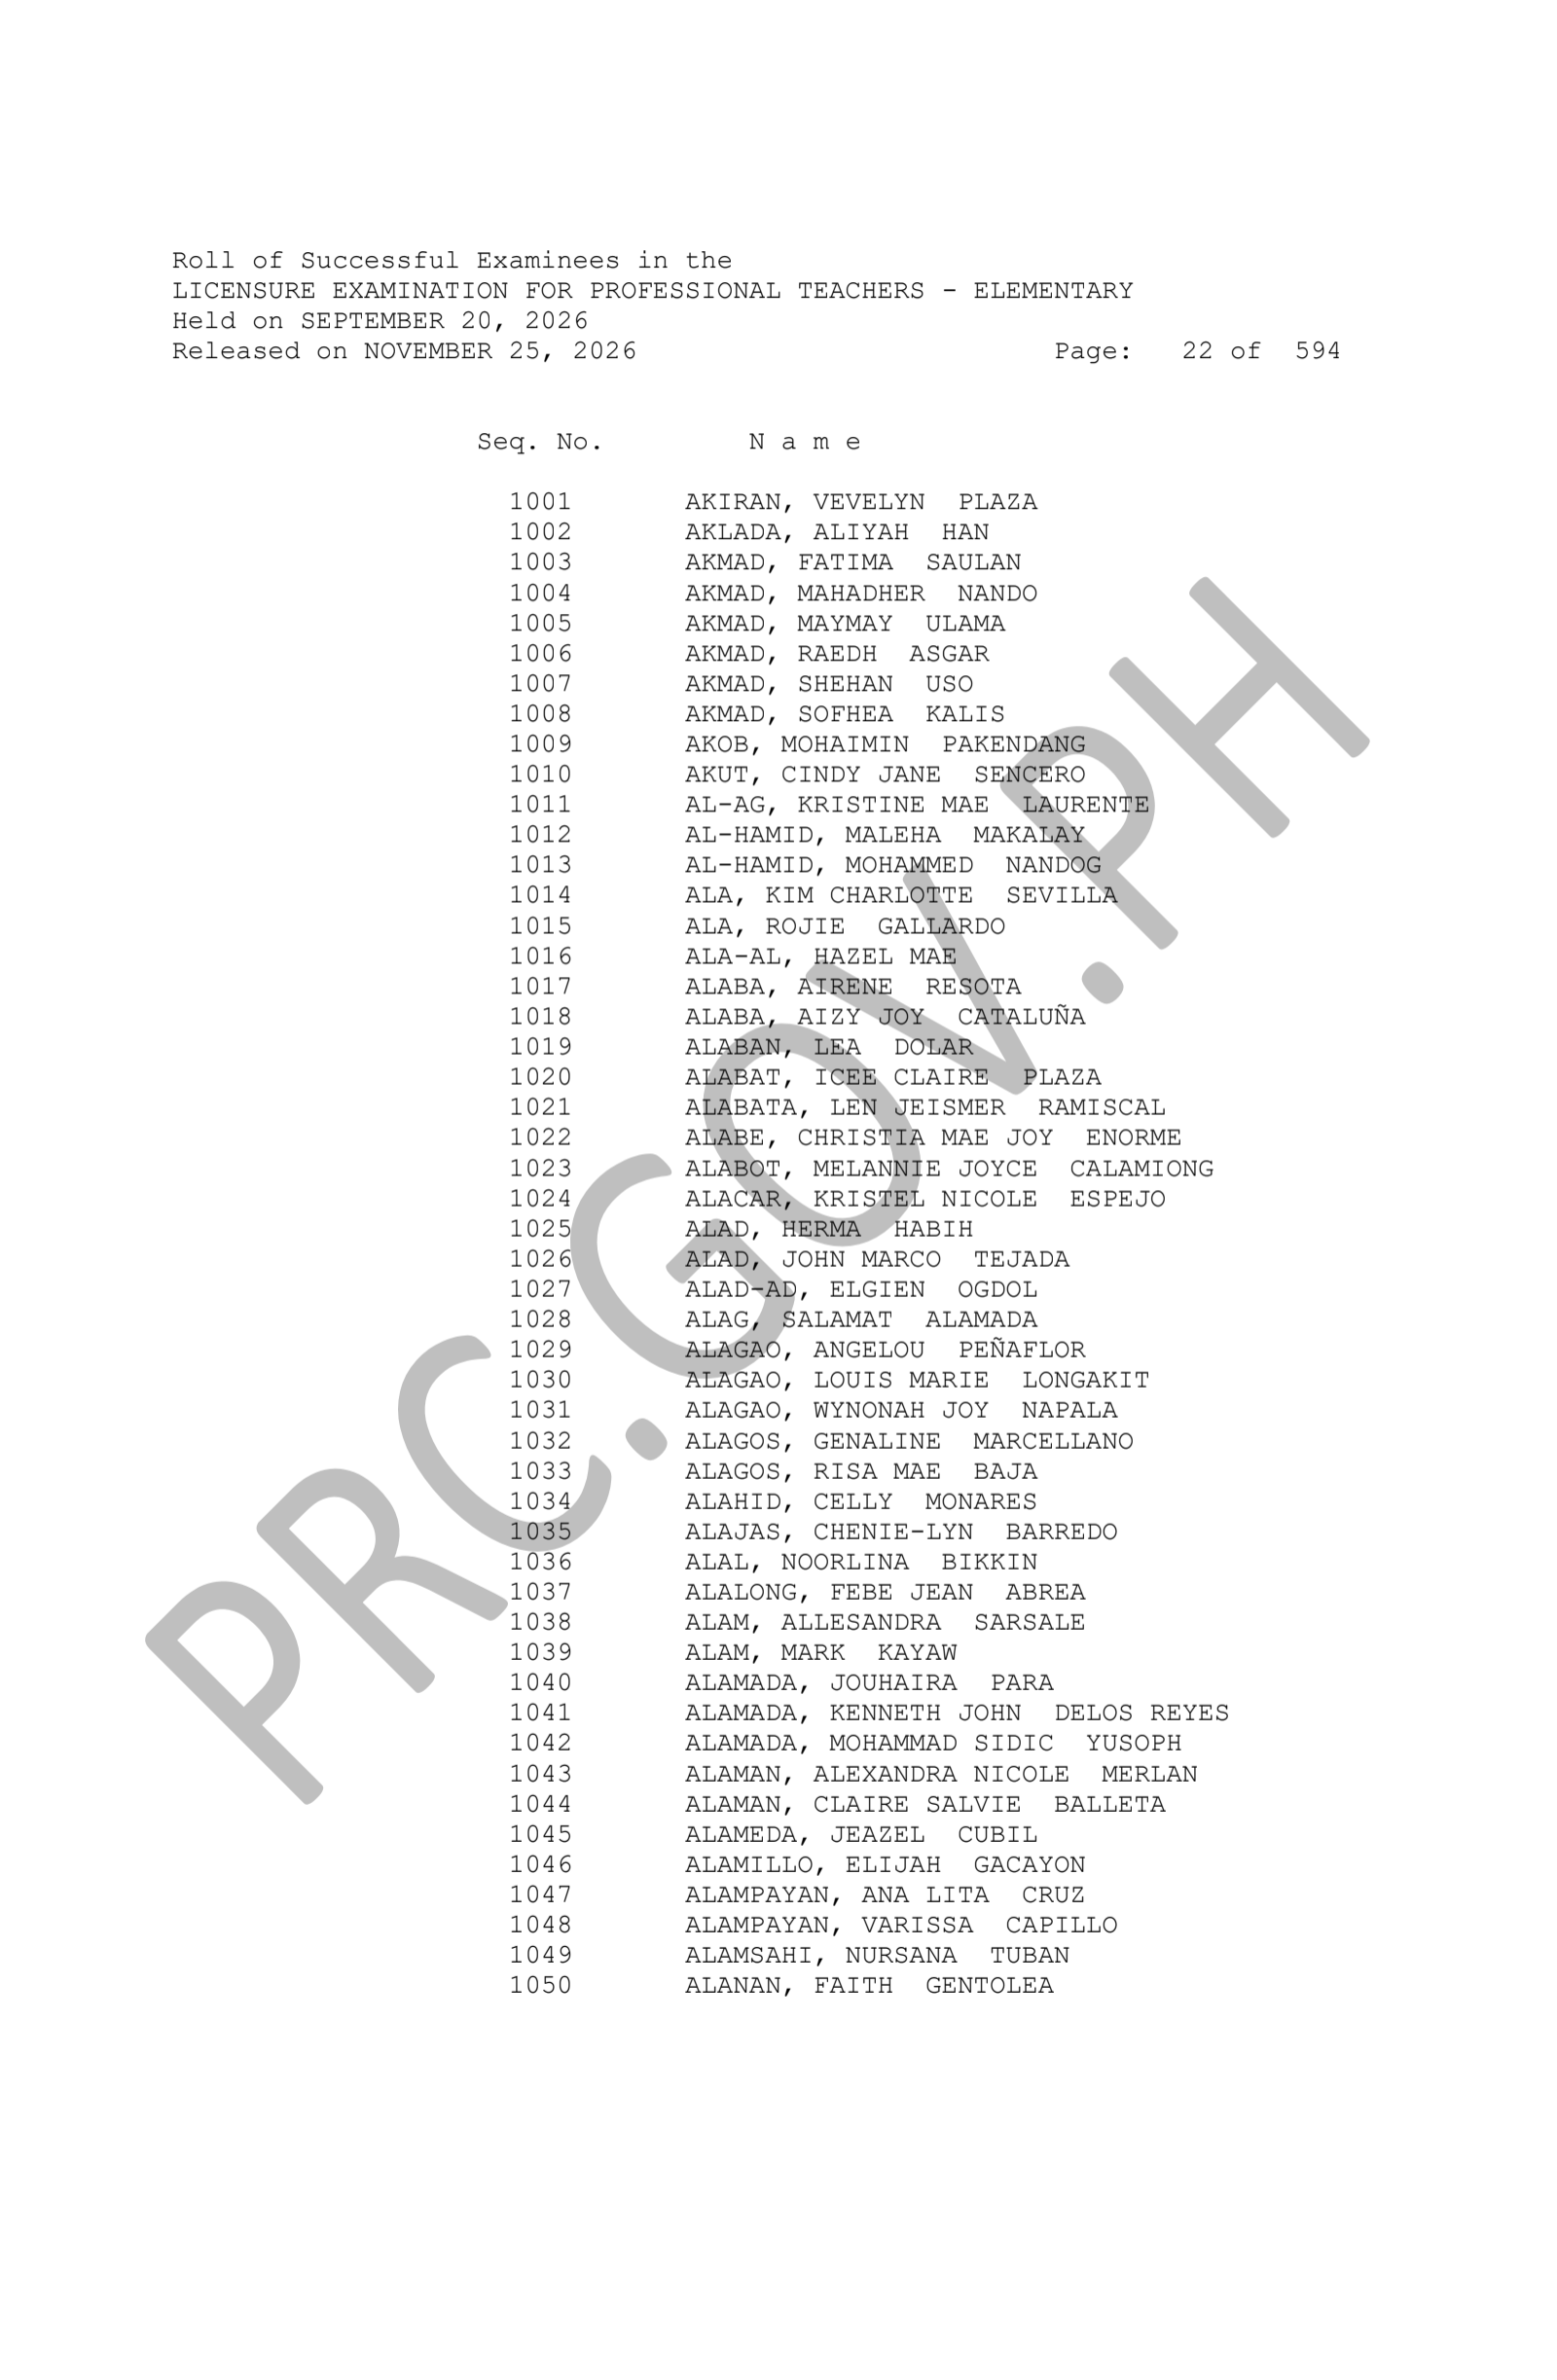 Roll of Successful Examinees in the
LICENSURE EXAMINATION FOR PROFESSIONAL TEACHERS - ELEMENTARY
Held on SEPTEMBER 20, 2026
Released on NOVEMBER 25, 2026 Page: 22 of 594
Seq. No. N a m e
1001 AKIRAN, VEVELYN PLAZA
1002 AKLADA, ALIYAH HAN
1003 AKMAD, FATIMA SAULAN
1004 AKMAD, MAHADHER NANDO
1005 AKMAD, MAYMAY ULAMA
1006 AKMAD, RAEDH ASGAR
1007 AKMAD, SHEHAN USO
1008 AKMAD, SOFHEA KALIS
1009 AKOB, MOHAIMIN PAKENDANG
1010 AKUT, CINDY JANE SENCERO
1011 AL-AG, KRISTINE MAE LAURENTE
1012 AL-HAMID, MALEHA MAKALAY
1013 AL-HAMID, MOHAMMED NANDOG
1014 ALA, KIM CHARLOTTE SEVILLA
1015 ALA, ROJIE GALLARDO
1016 ALA-AL, HAZEL MAE
1017 ALABA, AIRENE RESOTA
1018 ALABA, AIZY JOY CATALUÑA
1019 ALABAN, LEA DOLAR
1020 ALABAT, ICEE CLAIRE PLAZA
1021 ALABATA, LEN JEISMER RAMISCAL
1022 ALABE, CHRISTIA MAE JOY ENORME
1023 ALABOT, MELANNIE JOYCE CALAMIONG
1024 ALACAR, KRISTEL NICOLE ESPEJO
1025 ALAD, HERMA HABIH
1026 ALAD, JOHN MARCO TEJADA
1027 ALAD-AD, ELGIEN OGDOL
1028 ALAG, SALAMAT ALAMADA
1029 ALAGAO, ANGELOU PEÑAFLOR
1030 ALAGAO, LOUIS MARIE LONGAKIT
1031 ALAGAO, WYNONAH JOY NAPALA
1032 ALAGOS, GENALINE MARCELLANO
1033 ALAGOS, RISA MAE BAJA
1034 ALAHID, CELLY MONARES
1035 ALAJAS, CHENIE-LYN BARREDO
1036 ALAL, NOORLINA BIKKIN
1037 ALALONG, FEBE JEAN ABREA
1038 ALAM, ALLESANDRA SARSALE
1039 ALAM, MARK KAYAW
1040 ALAMADA, JOUHAIRA PARA
1041 ALAMADA, KENNETH JOHN DELOS REYES
1042 ALAMADA, MOHAMMAD SIDIC YUSOPH
1043 ALAMAN, ALEXANDRA NICOLE MERLAN
1044 ALAMAN, CLAIRE SALVIE BALLETA
1045 ALAMEDA, JEAZEL CUBIL
1046 ALAMILLO, ELIJAH GACAYON
1047 ALAMPAYAN, ANA LITA CRUZ
1048 ALAMPAYAN, VARISSA CAPILLO
1049 ALAMSAHI, NURSANA TUBAN
1050 ALANAN, FAITH GENTOLEA
PRC.GOV.PH